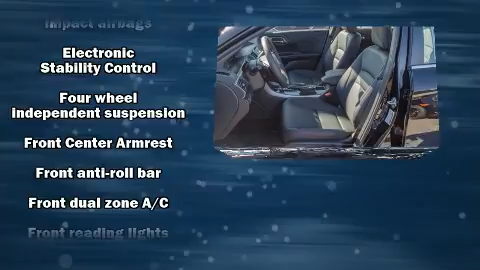 Impact airbags
Electronic
Stability Control
Four wheel
independent suspension
Front Center Armrest
Front anti-roll bar
Front dual zone A/C
Front reading lights